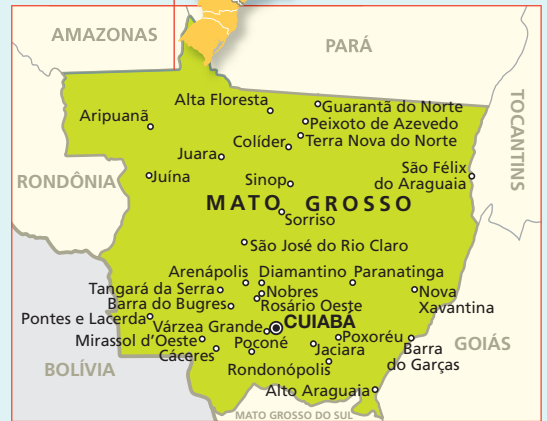 AMAZONAS
PARÁ
TOCANTINS
Alta Floresta
Guarantã do Norte
Aripuanã
Peixoto de Azevedo
Colíder
Terra Nova do Norte
Juara
São Félix
do Araguaia
RONDÔNIA
Juína
Sinop
MATO GROSSO
Sorriso
São José do Rio Claro
Arenápolis
Diamantino
Paranatinga
Tangará da Serra
Nobres
Nova
Xavantina
Barra do Bugres
Rosário Oeste
Pontes e Lacerda
Várzea Grande
CUIABÁ
Mirassol d'Oeste
Poconé
Poxoréu
Cáceres
Jaciara
Barra
do Garças
GOIÁS
BOLÍVIA
Rondonópolis
Alto Araguaia
MATO GROSSO DO SUL